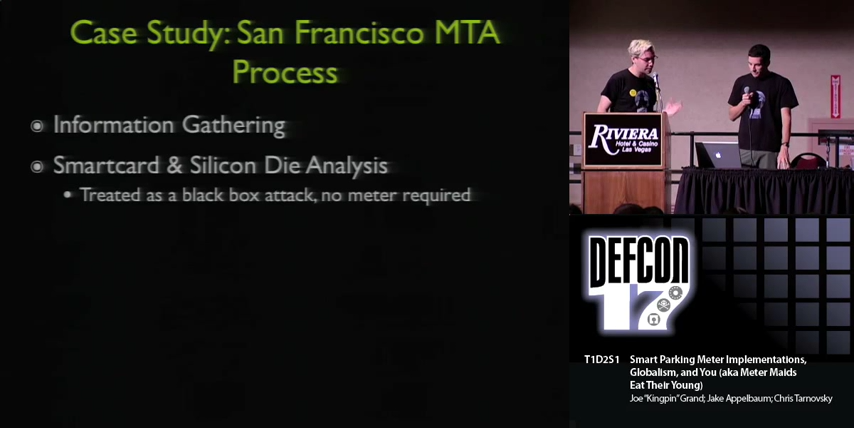 Case Study: San Francisco MTA
Process
Information Gathering
Smartcard & Silicon Die Analysis
Treated as a black box attack, no meter required
RIVIERA
Hotel & Casino
Las Vegas
DEFCON
17
T1D2S1 Smart Parking Meter Implementations,
Globalism, and You (aka Meter Maids
Eat Their Young)
Joe "Kingpin" Grand; Jake Appelbaum; Chris Tarnovsky